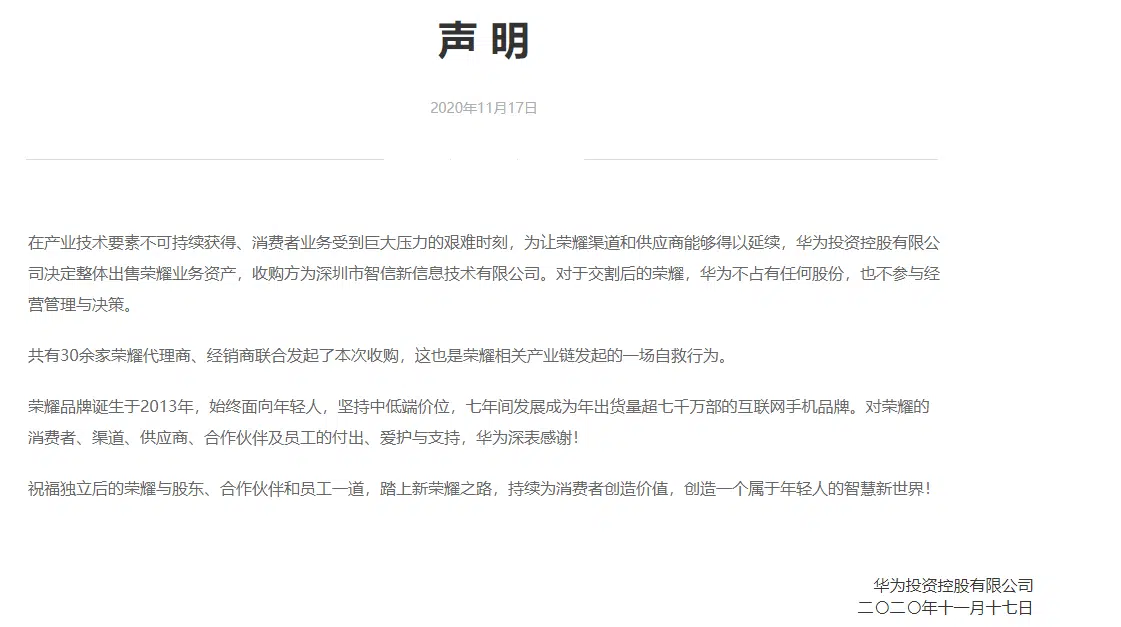 声 明
2020年11月17日
在产业技术要素不可持续获得、消费者业务受到巨大压力的艰难时刻，为让荣耀渠道和供应商能够得以延续，华为投资控股有限公
司决定整体出售荣耀业务资产，收购方为深圳市智信新信息技术有限公司。对于交割后的荣耀，华为不占有任何股份，也不参与经
营管理与决策。
共有30余家荣耀代理商、经销商联合发起了本次收购，这也是荣耀相关产业链发起的一场自救行为。
荣耀品牌诞生于2013年，始终面向年轻人，坚持中低端价位，七年间发展成为年出货量超七千万部的互联网手机品牌。对荣耀的
消费者、渠道、供应商、合作伙伴及员工的付出、爱护与支持，华为深表感谢！
祝福独立后的荣耀与股东、合作伙伴和员工一道，踏上新荣耀之路，持续为消费者创造价值，创造一个属于年轻人的智慧新世界！
华为投资控股有限公司
二〇二〇年十一月十七日